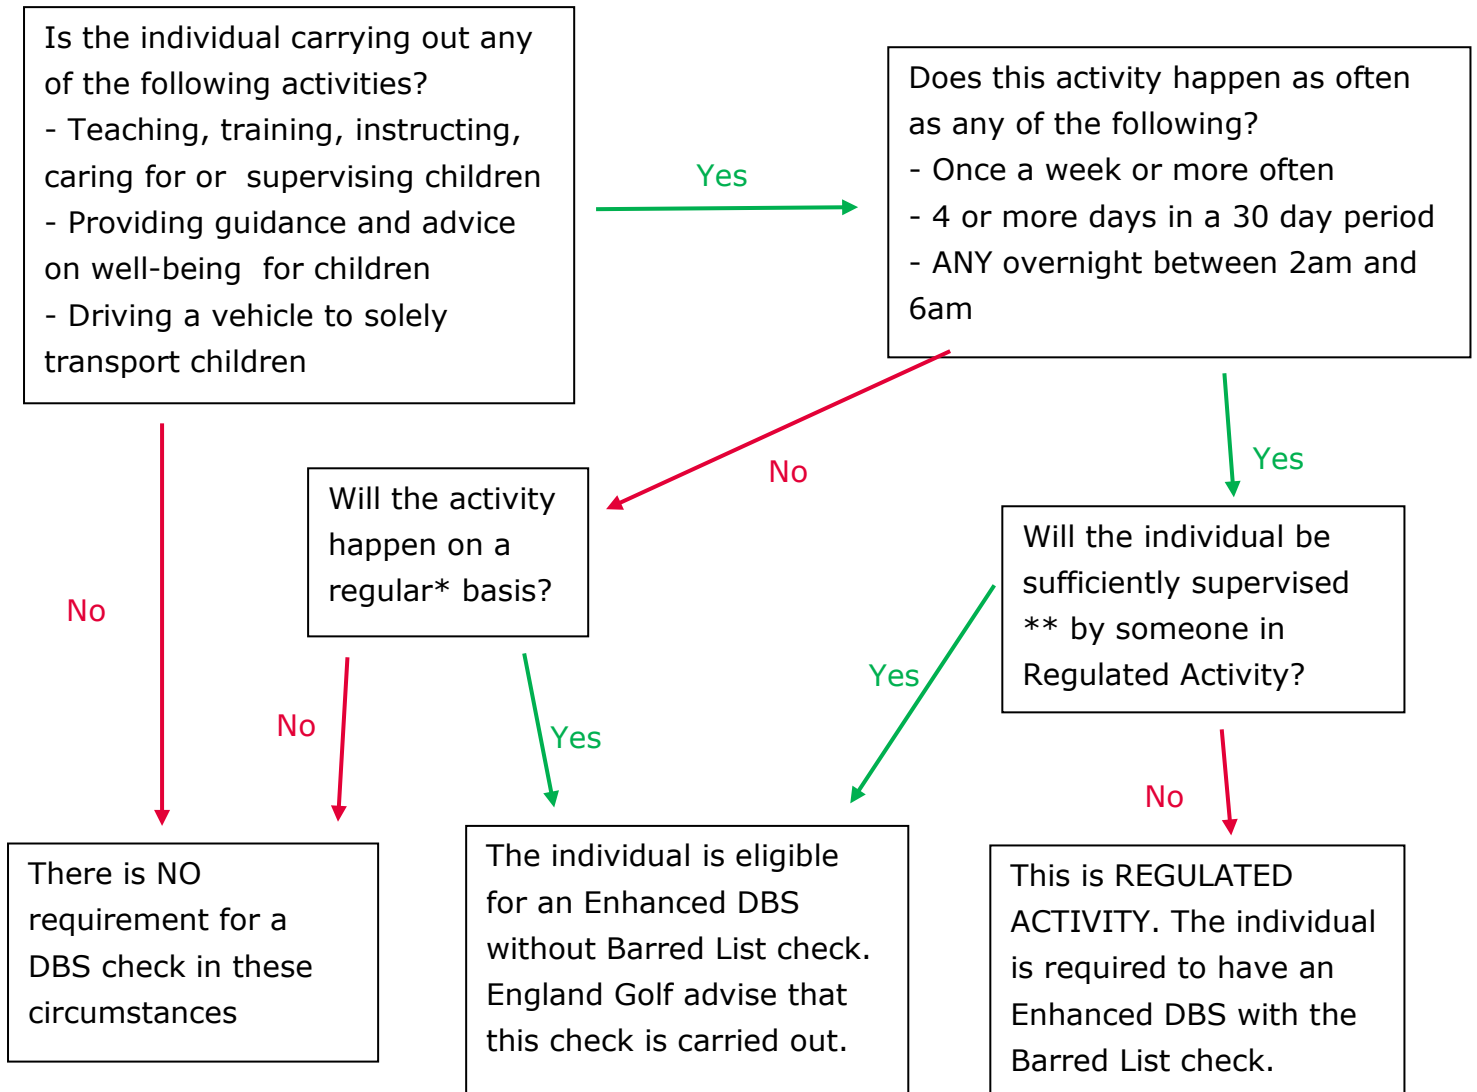 Is the individual carrying out any
of the following activities?
- Teaching, training, instructing,
caring for or supervising children
- Providing guidance and advice
on well-being for children
- Driving a vehicle to solely
transport children
Yes
Does this activity happen as often
as any of the following?
- Once a week or more often
- 4 or more days in a 30 day period
- ANY overnight between 2am and
6am
No
No
Yes
Will the activity
happen on a
regular* basis?
Will the individual be
sufficiently supervised
** by someone in
Regulated Activity?
No
Yes
Yes
No
There is NO
requirement for a
DBS check in these
circumstances
The individual is eligible
for an Enhanced DBS
without Barred List check.
England Golf advise that
this check is carried out.
This is REGULATED
ACTIVITY. The individual
is required to have an
Enhanced DBS with the
Barred List check.